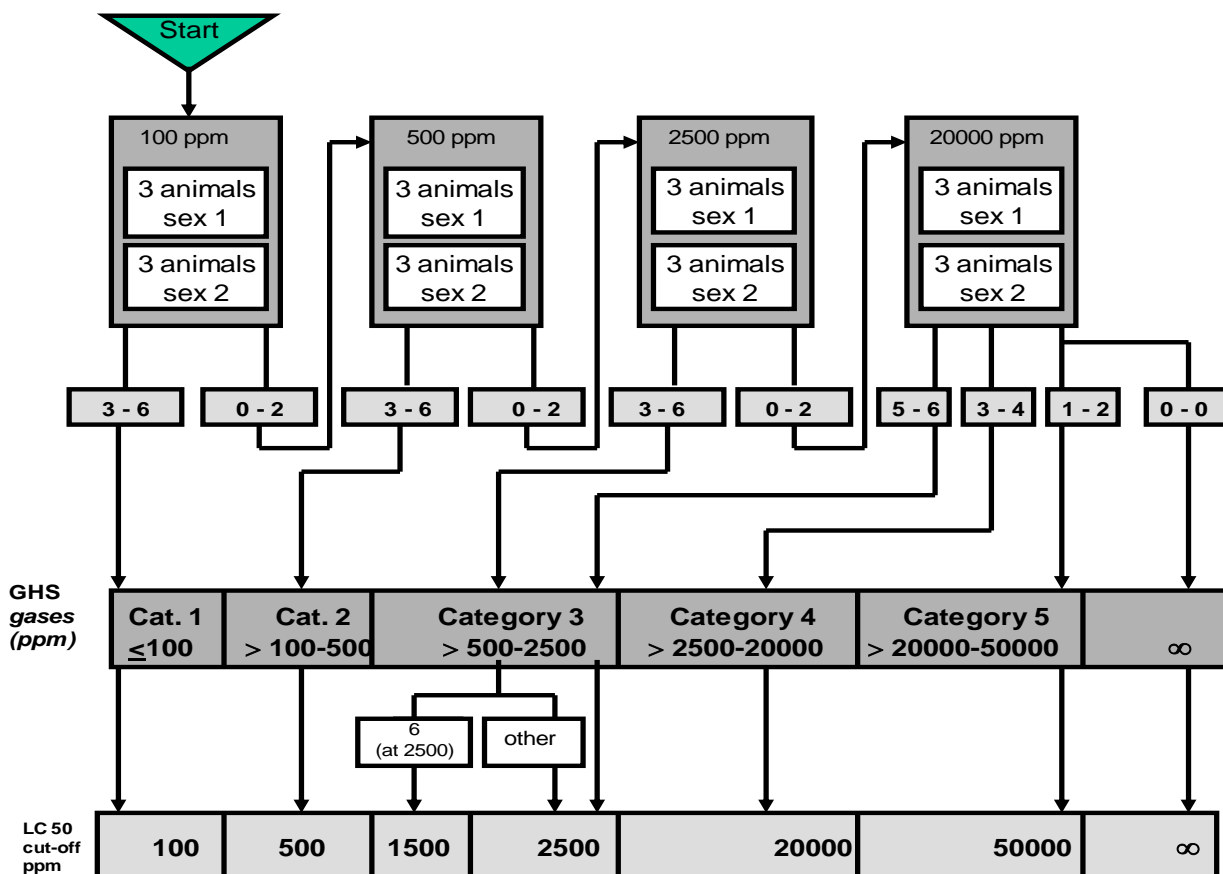 Start
100 ppm
3 animals
sex 1
3 animals
sex 2
500 ppm
3 animals
sex 1
3 animals
sex 2
2500 ppm
3 animals
sex 1
3 animals
sex 2
20000 ppm
3 animals
sex 1
3 animals
sex 2
3 - 6
0 - 2
3 - 6
0 - 2
3 - 6
0 - 2
5 - 6
3 - 4
1 - 2
0 - 0
GHS
gases
(ppm)
Cat. 1
≤100
Cat. 2
> 100-500
Category 3
> 500-2500
Category 4
> 2500-20000
Category 5
> 20000-50000
∞
6
(at 2500)
other
LC 50
cut-off
ppm
100
500
1500
2500
20000
50000
∞